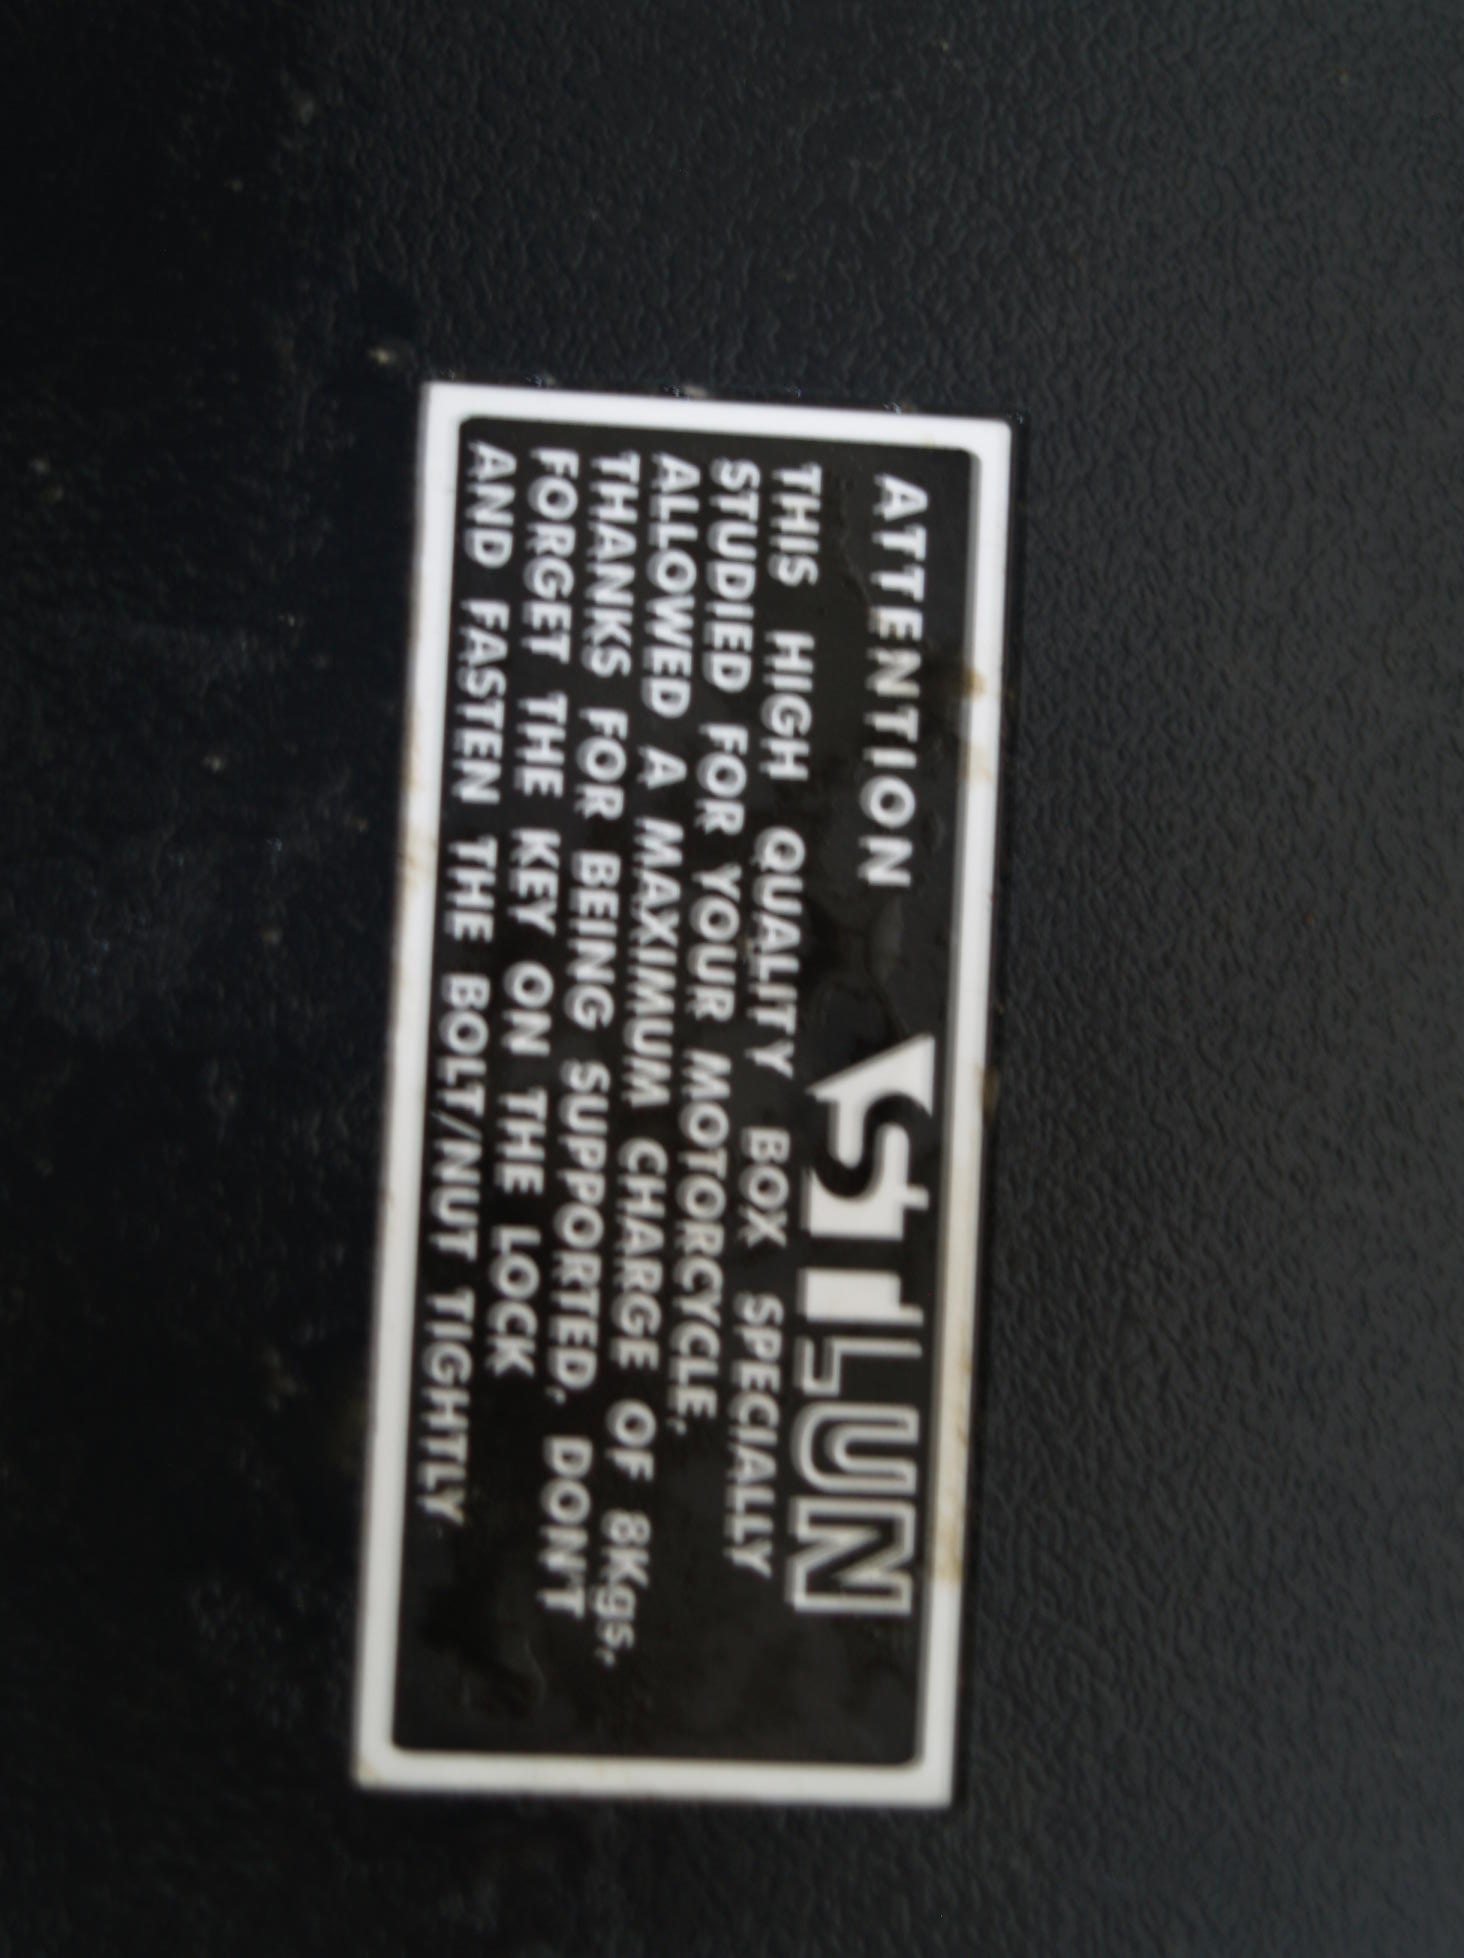 ATTENTION STILUN
THIS HIGH QUALITY BOX SPECIALLY
STUDIED FOR YOUR MOTORCYCLE,
ALLOWED A MAXIMUM CHARGE OF 8Kgs,
THANKS FOR BEING SUPPORTED, DONT
FORGET THE KEY ON THE LOCK
AND FASTEN THE BOLT/NUT TIGHTLY